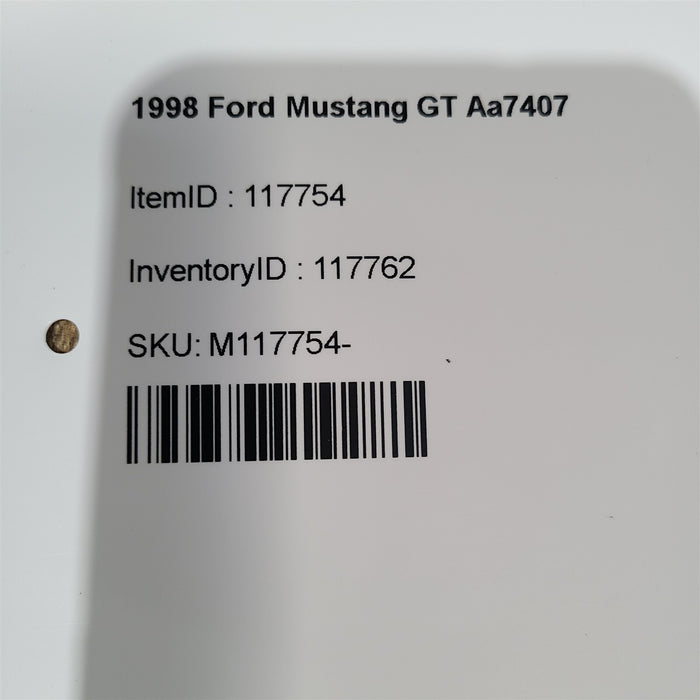 1998 Ford Mustang GT Aa7407
ItemID : 117754
InventoryID : 117762
SKU: M117754-